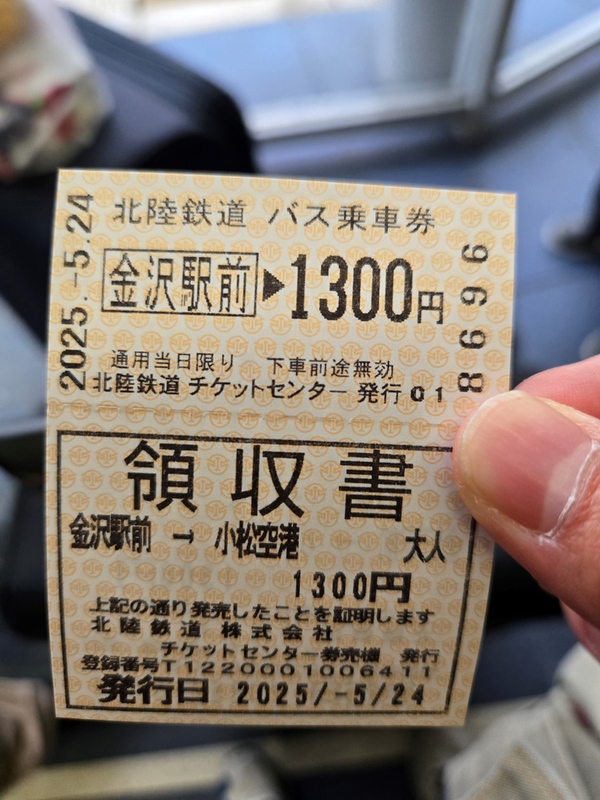 2025.-5.24
北陸鉄道 バス乗車券
金沢駅前▶1300円
9698
通用当日限り 下車前途無効
北陸鉄道 チケットセンター 発行 01
領収書
金沢駅前 → 小松空港 大人
1300円
上記の通り発売したことを証明します
北陸鉄道 株式会社
チケットセンター券売機 発行
登録番号T1220001006411
発行日 2025/-5/24